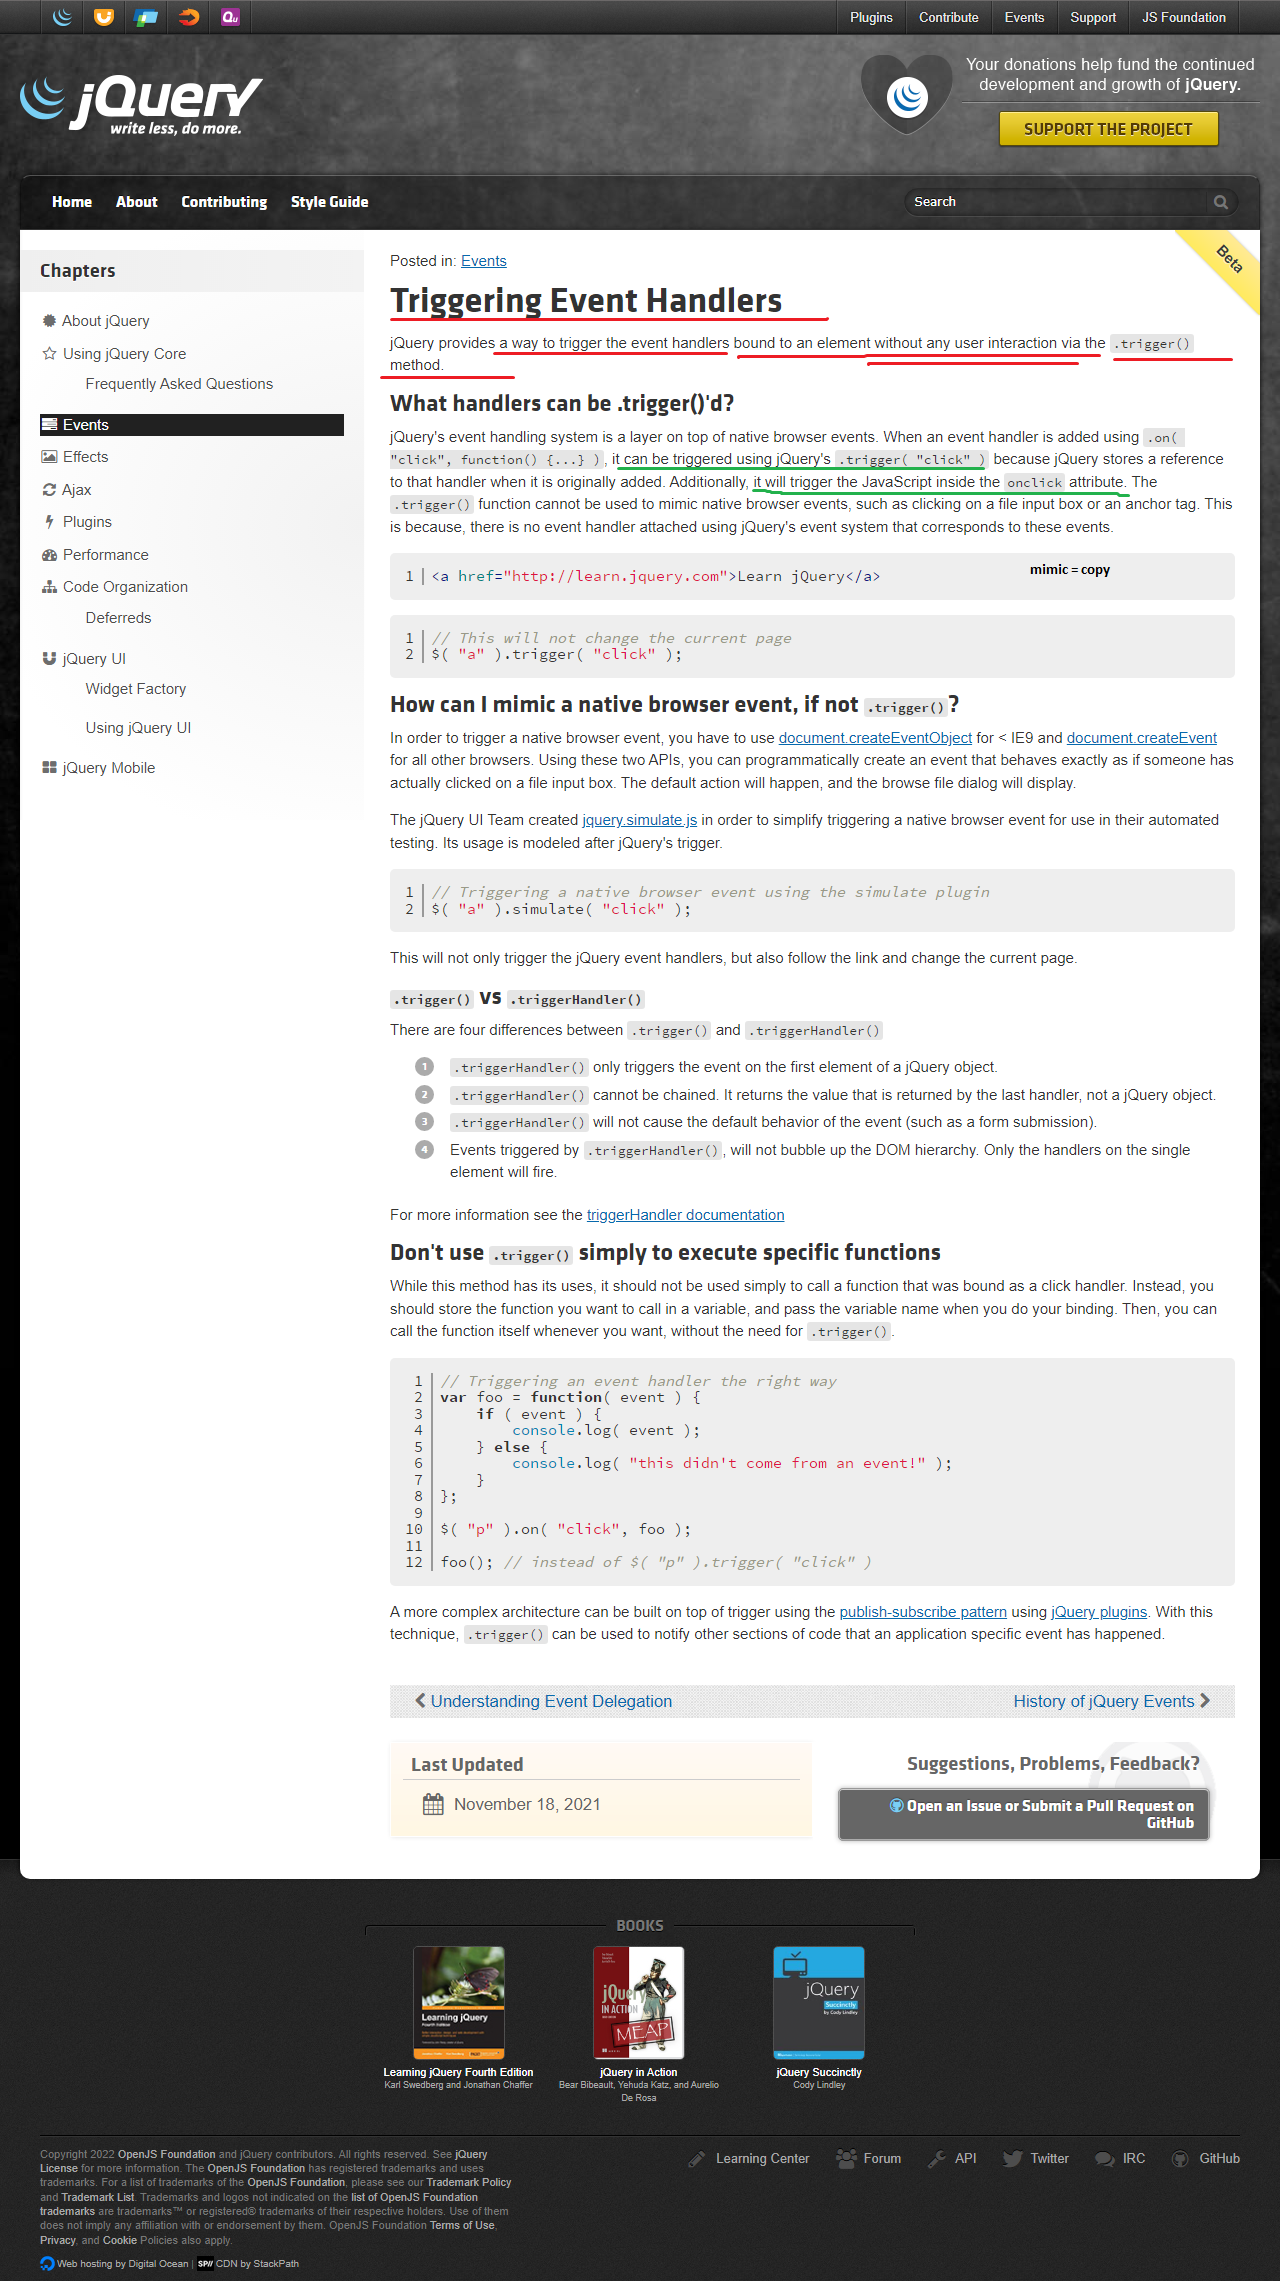 Plugins
Contribute
Events
Support
JS Foundation
jQuery
write less, do more.
Your donations help fund the continued
development and growth of jQuery.
SUPPORT THE PROJECT
Home
About
Contributing
Style Guide
Search
Beta
Chapters
About jQuery
Using jQuery Core
Frequently Asked Questions
Events
Effects
Ajax
Plugins
Performance
Code Organization
Deferreds
jQuery UI
Widget Factory
Using jQuery UI
jQuery Mobile
Posted in: Events
Triggering Event Handlers
jQuery provides a way to trigger the event handlers bound to an element without any user interaction via the .trigger()
method.
What handlers can be .trigger()'d?
jQuery's event handling system is a layer on top of native browser events. When an event handler is added using .on(
"click", function() {...} ), it can be triggered using jQuery's .trigger( "click" ) because jQuery stores a reference
to that handler when it is originally added. Additionally, it will trigger the JavaScript inside the onclick attribute. The
.trigger() function cannot be used to mimic native browser events, such as clicking on a file input box or an anchor tag. This
is because, there is no event handler attached using jQuery's event system that corresponds to these events.
1 <a href="http://learn.jquery.com">Learn jQuery</a>
mimic = copy
1 // This will not change the current page
2 $( "a" ).trigger( "click" );
How can I mimic a native browser event, if not .trigger()?
In order to trigger a native browser event, you have to use document.createEventObject for < IE9 and document.createEvent
for all other browsers. Using these two APIs, you can programmatically create an event that behaves exactly as if someone has
actually clicked on a file input box. The default action will happen, and the browse file dialog will display.
The jQuery UI Team created jquery.simulate.js in order to simplify triggering a native browser event for use in their automated
testing. Its usage is modeled after jQuery's trigger.
1 // Triggering a native browser event using the simulate plugin
2 $( "a" ).simulate( "click" );
This will not only trigger the jQuery event handlers, but also follow the link and change the current page.
.trigger() vs .triggerHandler()
There are four differences between .trigger() and .triggerHandler()
1 .triggerHandler() only triggers the event on the first element of a jQuery object.
2 .triggerHandler() cannot be chained. It returns the value that is returned by the last handler, not a jQuery object.
3 .triggerHandler() will not cause the default behavior of the event (such as a form submission).
4 Events triggered by .triggerHandler(), will not bubble up the DOM hierarchy. Only the handlers on the single
element will fire.
For more information see the triggerHandler documentation
Don't use .trigger() simply to execute specific functions
While this method has its uses, it should not be used simply to call a function that was bound as a click handler. Instead, you
should store the function you want to call in a variable, and pass the variable name when you do your binding. Then, you can
call the function itself whenever you want, without the need for .trigger().
1 // Triggering an event handler the right way
2 var foo = function( event ) {
3 if ( event ) {
4 console.log( event );
5 } else {
6 console.log( "this didn't come from an event!" );
7 }
8 };
9
10 $( "p" ).on( "click", foo );
11
12 foo(); // instead of $( "p" ).trigger( "click" )
A more complex architecture can be built on top of trigger using the publish-subscribe pattern using jQuery plugins. With this
technique, .trigger() can be used to notify other sections of code that an application specific event has happened.
Understanding Event Delegation
History of jQuery Events
Last Updated
November 18, 2021
Suggestions, Problems, Feedback?
Open an Issue or Submit a Pull Request on
GitHub
BOOKS
Learning jQuery
Fourth Edition
jQuery
IN ACTION
MEAP
jQuery
Succinctly
by Cody Lindley
Learning jQuery Fourth Edition
Karl Swedberg and Jonathan Chaffer
jQuery in Action
Bear Bibeault, Yehuda Katz, and Aurelio
De Rosa
jQuery Succinctly
Cody Lindley
Copyright 2022 OpenJS Foundation and jQuery contributors. All rights reserved. See jQuery
License for more information. The OpenJS Foundation has registered trademarks and uses
trademarks. For a list of trademarks of the OpenJS Foundation, please see our Trademark Policy
and Trademark List. Trademarks and logos not indicated on the list of OpenJS Foundation
trademarks are trademarks™ or registered® trademarks of their respective holders. Use of them
does not imply any affiliation with or endorsement by them. OpenJS Foundation Terms of Use,
Privacy, and Cookie Policies also apply.
Learning Center
Forum
API
Twitter
IRC
GitHub
Web hosting by Digital Ocean | SP// CDN by StackPath